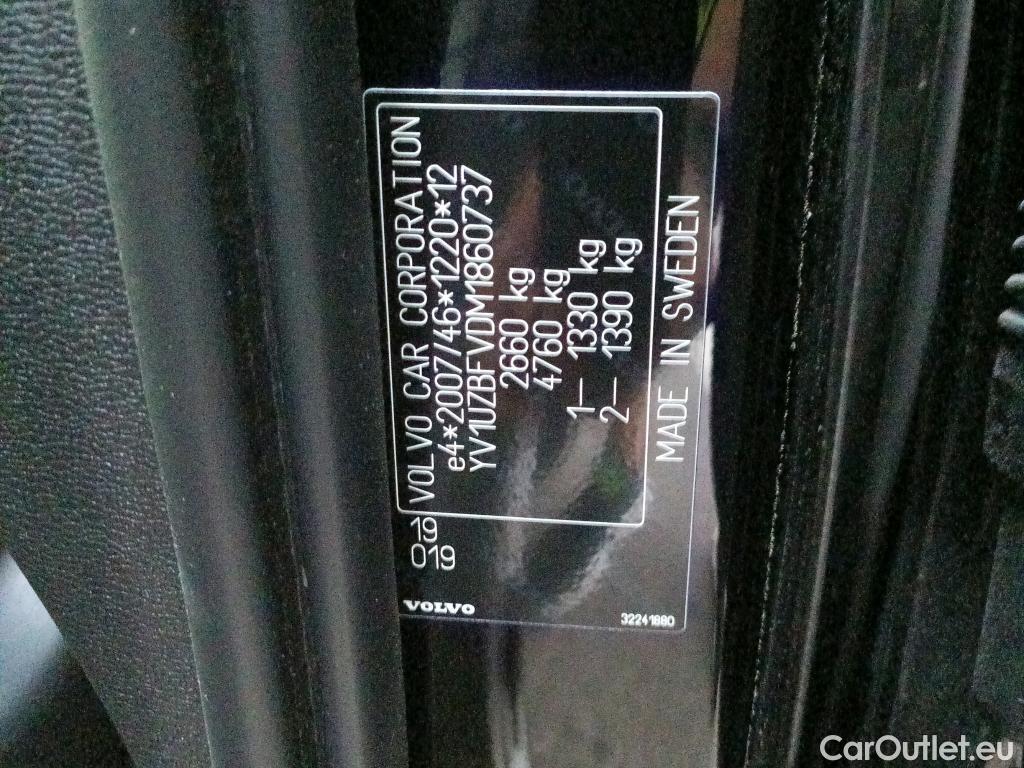 VOLVO CAR CORPORATION
e4*2007/46*1220*12
YV1UZBFVDM1860737
2660 kg
4760 kg
1– 1330 kg
2– 1390 kg
MADE IN SWEDEN
019
019
VOLVO
32241880
CarOutlet.eu